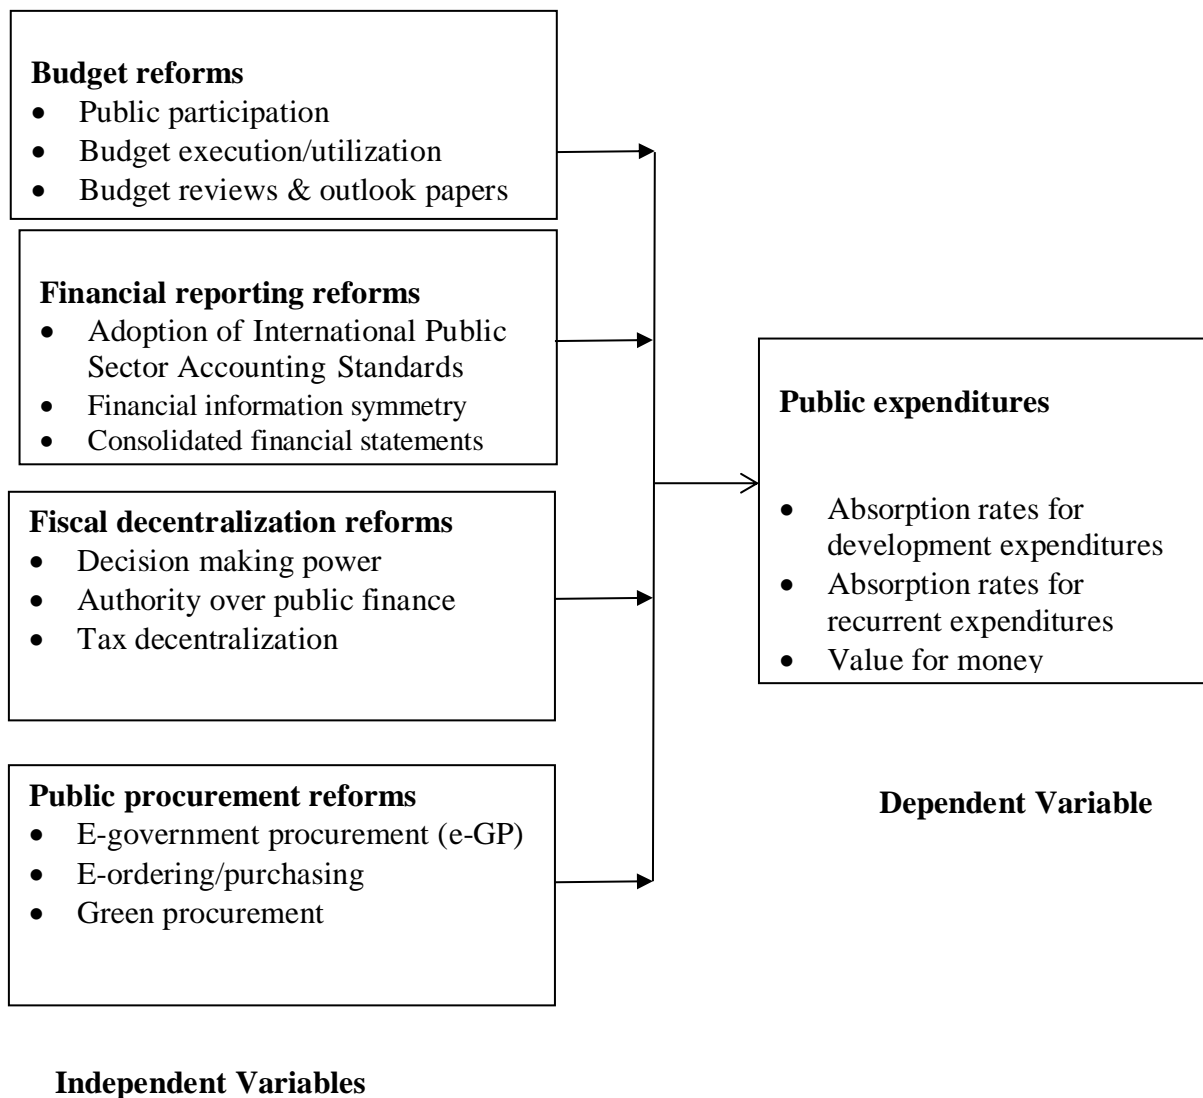 Budget reforms
• Public participation
• Budget execution/utilization
• Budget reviews & outlook papers
Financial reporting reforms
• Adoption of International Public
Sector Accounting Standards
• Financial information symmetry
• Consolidated financial statements
Fiscal decentralization reforms
• Decision making power
• Authority over public finance
• Tax decentralization
Public procurement reforms
• E-government procurement (e-GP)
• E-ordering/purchasing
• Green procurement
Independent Variables
Public expenditures
• Absorption rates for
development expenditures
• Absorption rates for
recurrent expenditures
• Value for money
Dependent Variable